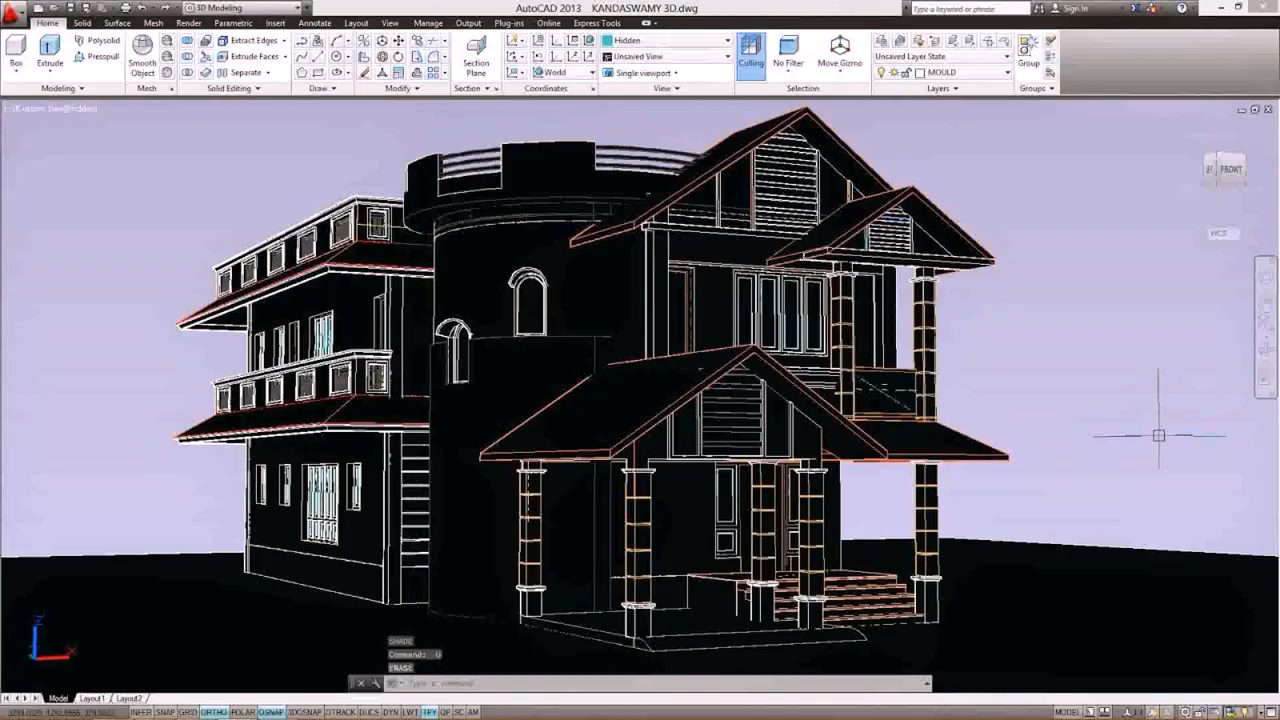 3D Modeling
AutoCAD 2013 KANDASWAMY 3D.dwg
Type a keyword or phrase
Sign In
Home Solid Surface Mesh Render Parametric Insert Annotate Layout View Manage Output Plug-ins Online Express Tools
Box
Extrude
Polysolid
Presspull
Smooth Object
Extract Edges
Extrude Faces
Separate
Section Plane
World
Hidden
Unsaved View
Single viewport
Culling
No Filter
Move Gizmo
Unsaved Layer State
MOULD
Group
Modeling Mesh Solid Editing Draw Modify Section Coordinates View Selection Layers Groups
FRONT
WCS
Z
X
SHADE
Command: U
ERASE
Type a command
Model Layout1 Layout2
INFER SNAP GRID ORTHO POLAR OSNAP 3DOSNAP OTRACK DUCS DYN LWT TPY QP SC AM
MODEL